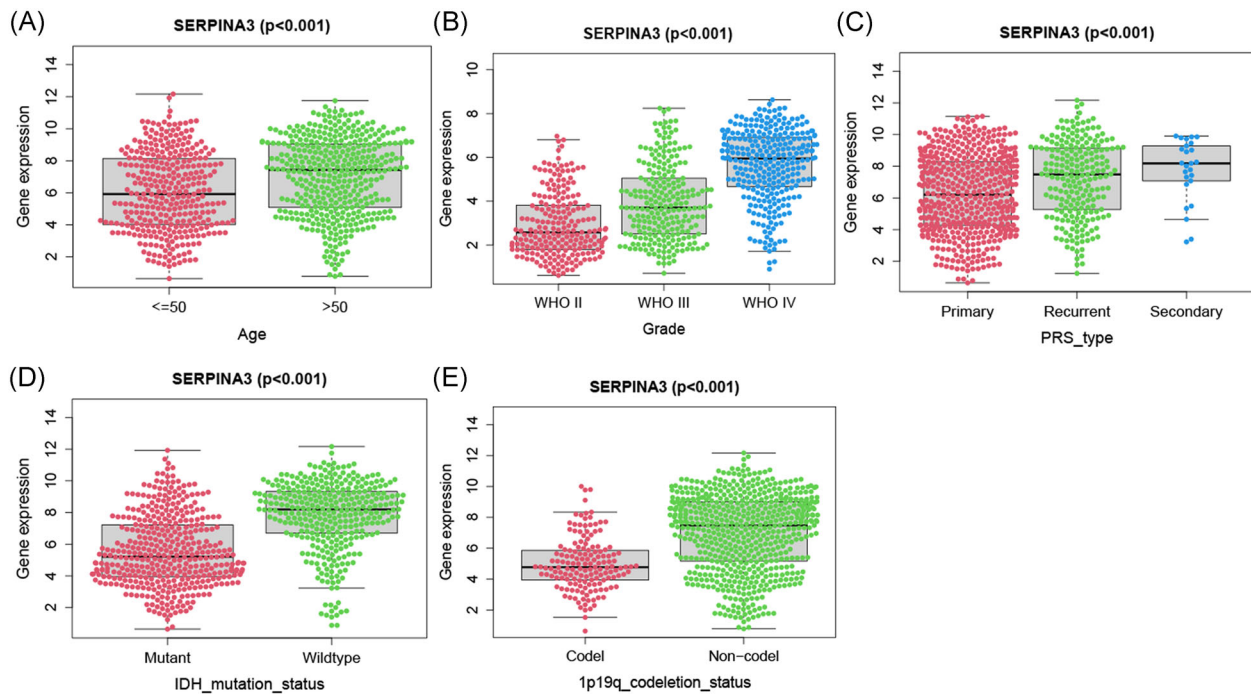 (A)
SERPINA3 (p<0.001)
Gene expression
14
12
10
8
6
4
2
<=50
>50
Age
(B)
SERPINA3 (p<0.001)
Gene expression
10
8
6
4
2
WHO II
WHO III
WHO IV
Grade
(C)
SERPINA3 (p<0.001)
Gene expression
14
12
10
8
6
4
2
Primary
Recurrent
Secondary
PRS_type
(D)
SERPINA3 (p<0.001)
Gene expression
14
12
10
8
6
4
2
Mutant
Wildtype
IDH_mutation_status
(E)
SERPINA3 (p<0.001)
Gene expression
14
12
10
8
6
4
2
Codel
Non-codel
1p19q_codeletion_status